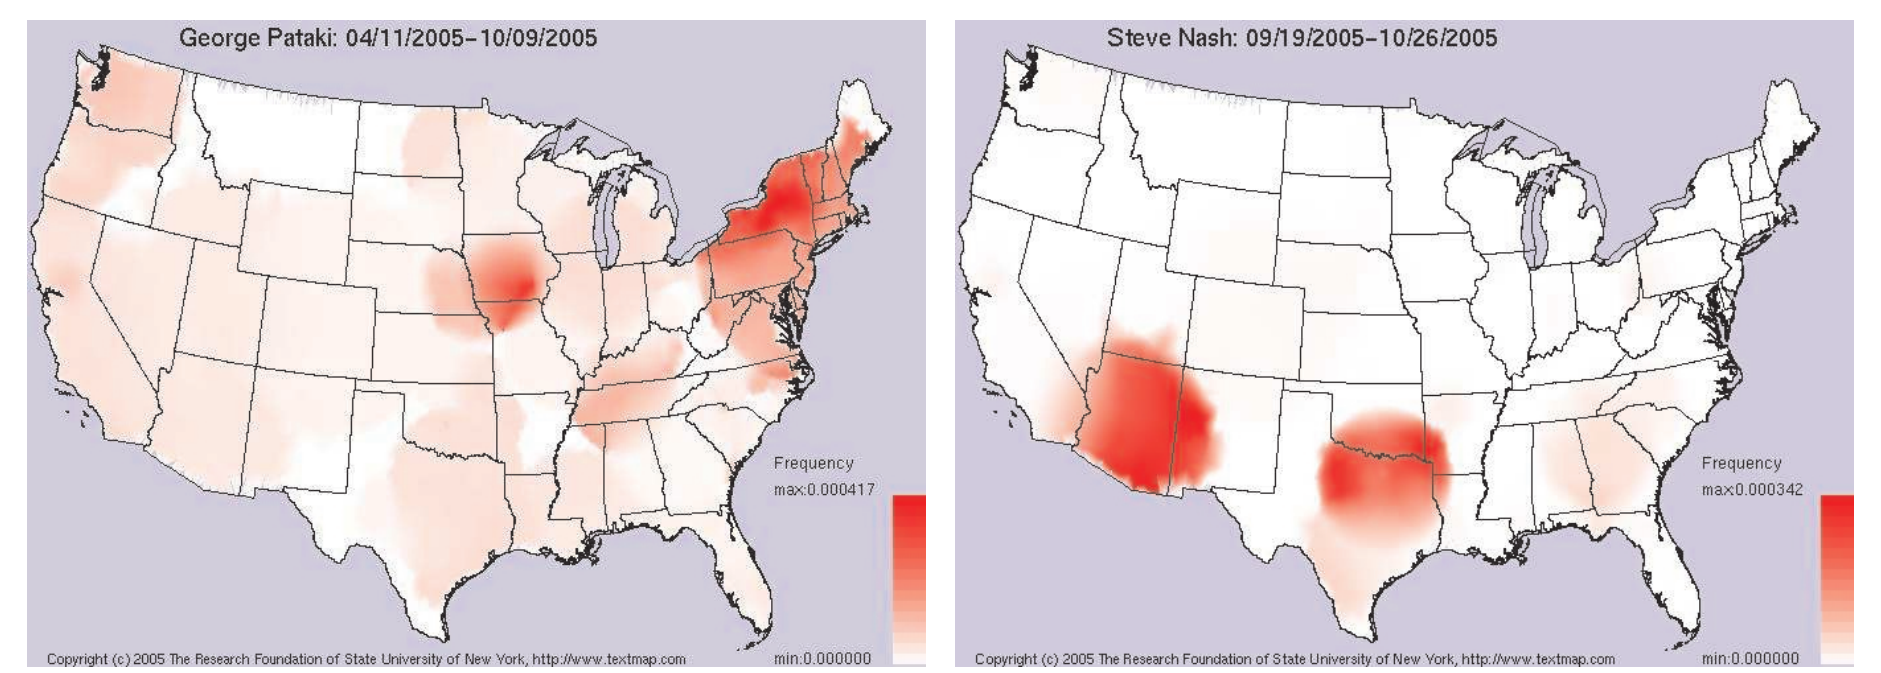 George Pataki: 04/11/2005-10/09/2005
Frequency
max:0.000417
Copyright (c) 2005 The Research Foundation of State University of New York, http://www.textmap.com
min:0.000000
Steve Nash: 09/19/2005-10/26/2005
Frequency
max:0.000342
Copyright (c) 2005 The Research Foundation of State University of New York, http://www.textmap.com
min:0.000000